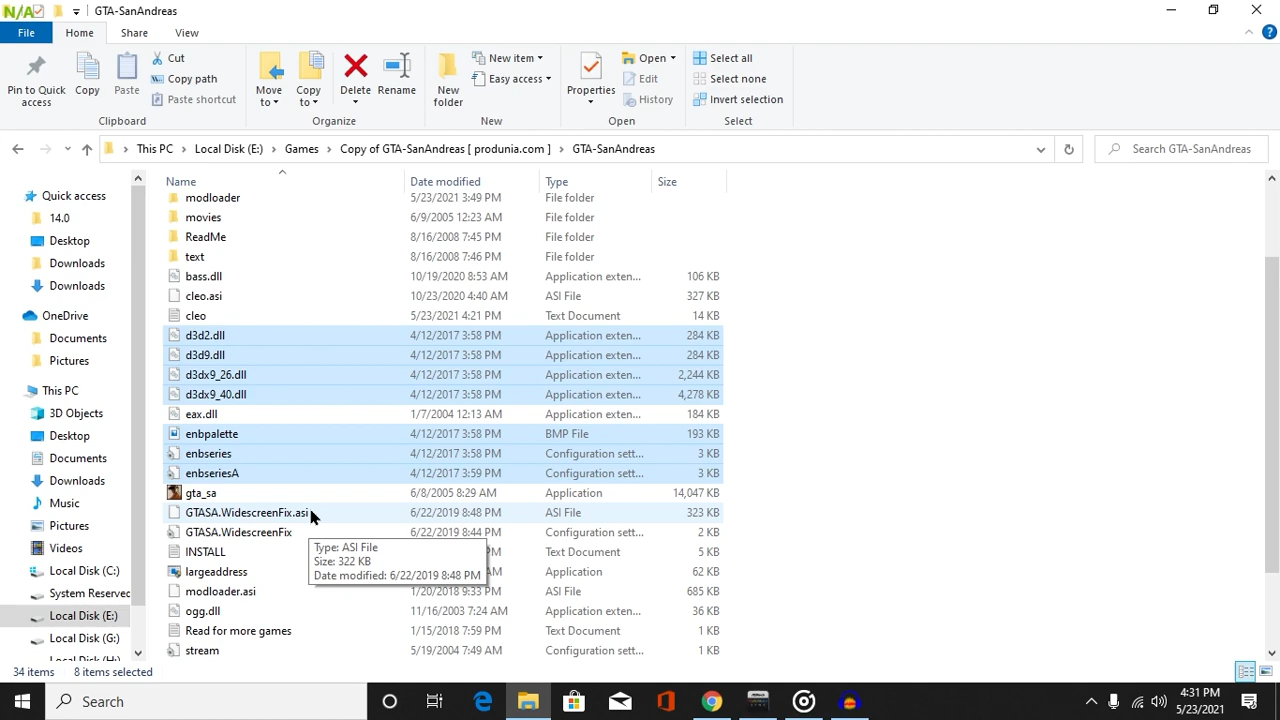 N/A GTA-SanAndreas
File Home Share View
Pin to Quick access
Copy
Paste
Cut
Copy path
Paste shortcut
Clipboard
Move to
Copy to
Delete
Rename
Organize
New folder
New item
Easy access
New
Properties
Open
Edit
History
Open
Select all
Select none
Invert selection
Select
This PC Local Disk (E:) Games Copy of GTA-SanAndreas [ produnia.com ] GTA-SanAndreas
Search GTA-SanAndreas
Quick access
14.0
Desktop
Downloads
Downloads
OneDrive
Documents
Pictures
This PC
3D Objects
Desktop
Documents
Downloads
Music
Pictures
Videos
Local Disk (C:)
System Reserved
Local Disk (E:)
Local Disk (G:)
Local Disk (H:)
Name Date modified Type Size
modloader 5/23/2021 3:49 PM File folder
movies 6/9/2005 12:23 AM File folder
ReadMe 8/16/2008 7:45 PM File folder
text 8/16/2008 7:46 PM File folder
bass.dll 10/19/2020 8:53 AM Application exten... 106 KB
cleo.asi 10/23/2020 4:40 AM ASI File 327 KB
cleo 5/23/2021 4:21 PM Text Document 14 KB
d3d2.dll 4/12/2017 3:58 PM Application exten... 284 KB
d3d9.dll 4/12/2017 3:58 PM Application exten... 284 KB
d3dx9_26.dll 4/12/2017 3:58 PM Application exten... 2,244 KB
d3dx9_40.dll 4/12/2017 3:58 PM Application exten... 4,278 KB
eax.dll 1/7/2004 12:13 AM Application exten... 184 KB
enbpalette 4/12/2017 3:58 PM BMP File 193 KB
enbseries 4/12/2017 3:58 PM Configuration sett... 3 KB
enbseriesA 4/12/2017 3:59 PM Configuration sett... 3 KB
gta_sa 6/8/2005 8:29 AM Application 14,047 KB
GTASA.WidescreenFix.asi 6/22/2019 8:48 PM ASI File 323 KB
GTASA.WidescreenFix 6/22/2019 8:44 PM Configuration sett... 2 KB
INSTALL PM Text Document 5 KB
largeaddress AM Application 62 KB
modloader.asi 1/20/2018 9:33 PM ASI File 685 KB
ogg.dll 11/16/2003 7:24 AM Application exten... 36 KB
Read for more games 1/15/2018 7:59 PM Text Document 1 KB
stream 5/19/2004 7:49 AM Configuration sett... 1 KB
Type: ASI File
Size: 322 KB
Date modified: 6/22/2019 8:48 PM
34 items 8 items selected
Search
4:31 PM
5/23/2021